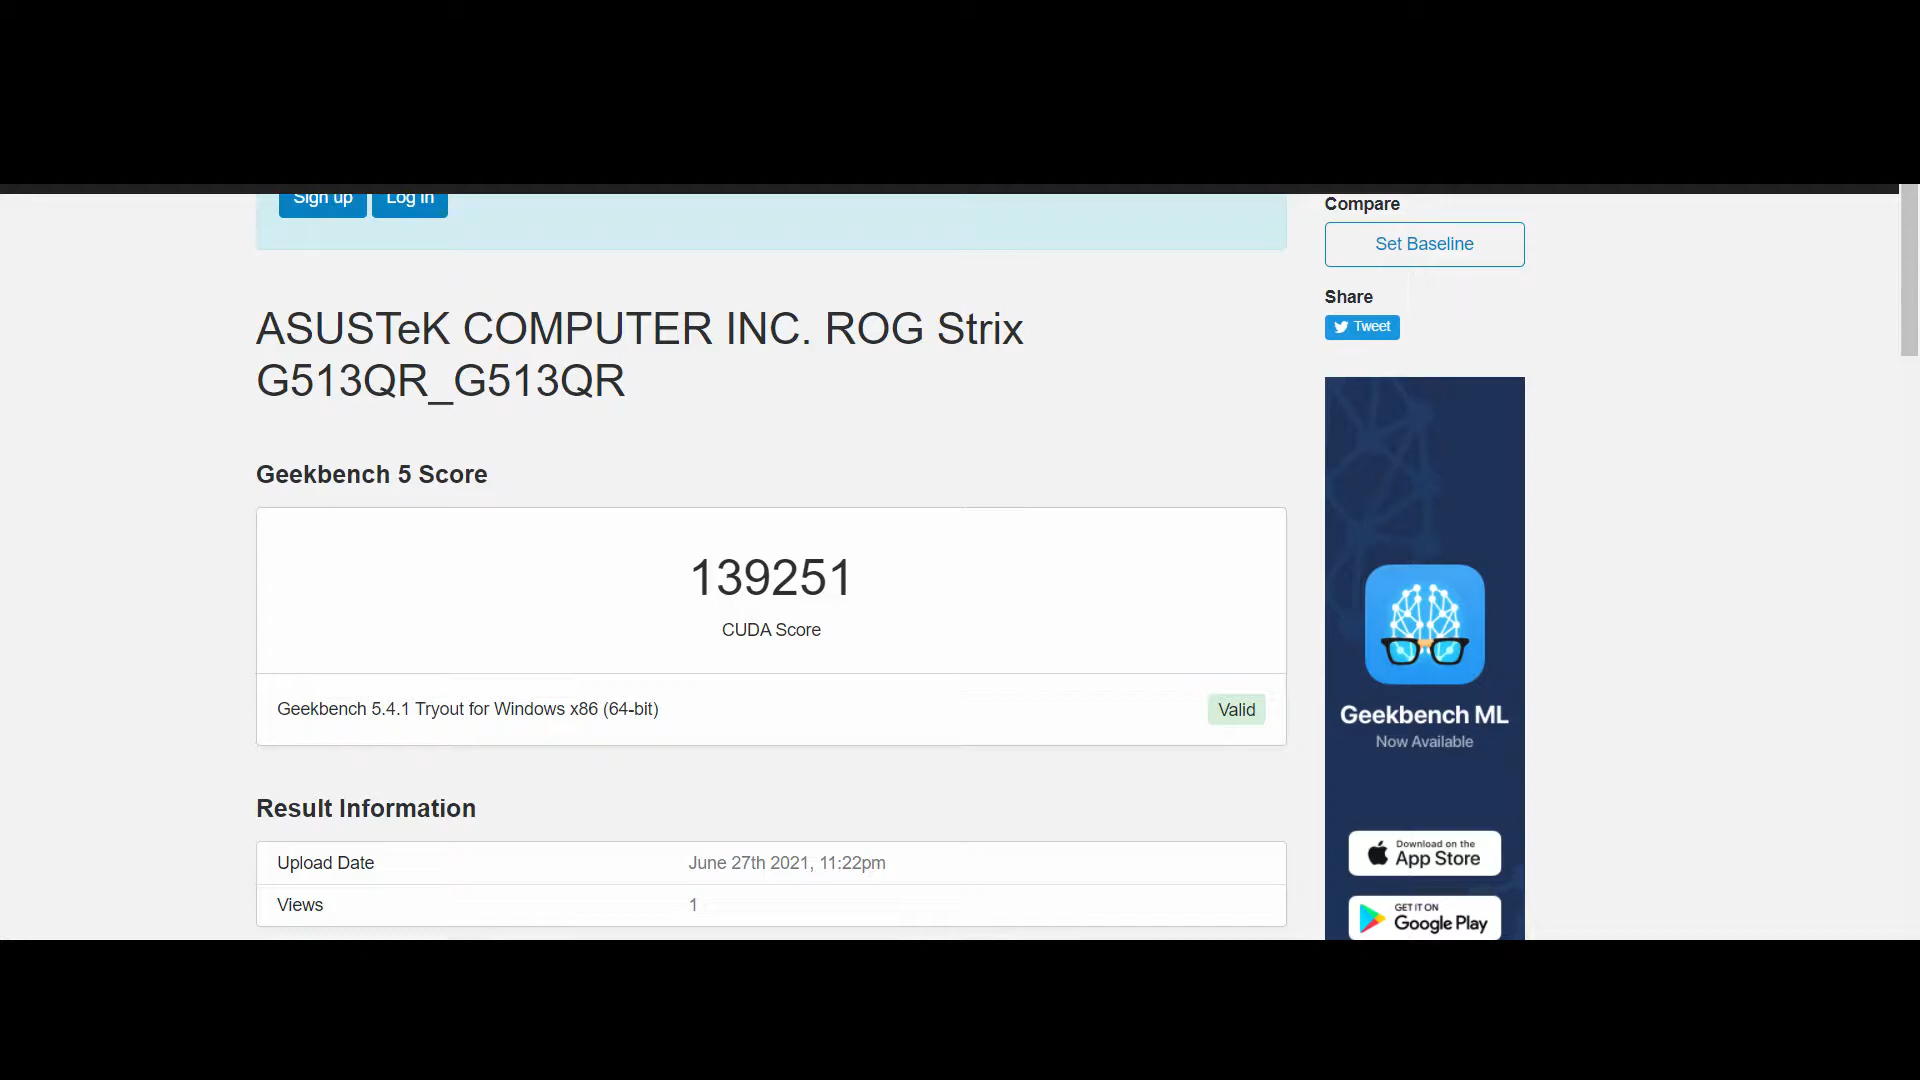 Sign up Log in
Compare
Set Baseline
Share
Tweet
ASUSTeK COMPUTER INC. ROG Strix
G513QR_G513QR
Geekbench 5 Score
139251
CUDA Score
Geekbench 5.4.1 Tryout for Windows x86 (64-bit) Valid
Result Information
Upload Date June 27th 2021, 11:22pm
Views 1
Geekbench ML
Now Available
Download on the
App Store
GET IT ON
Google Play